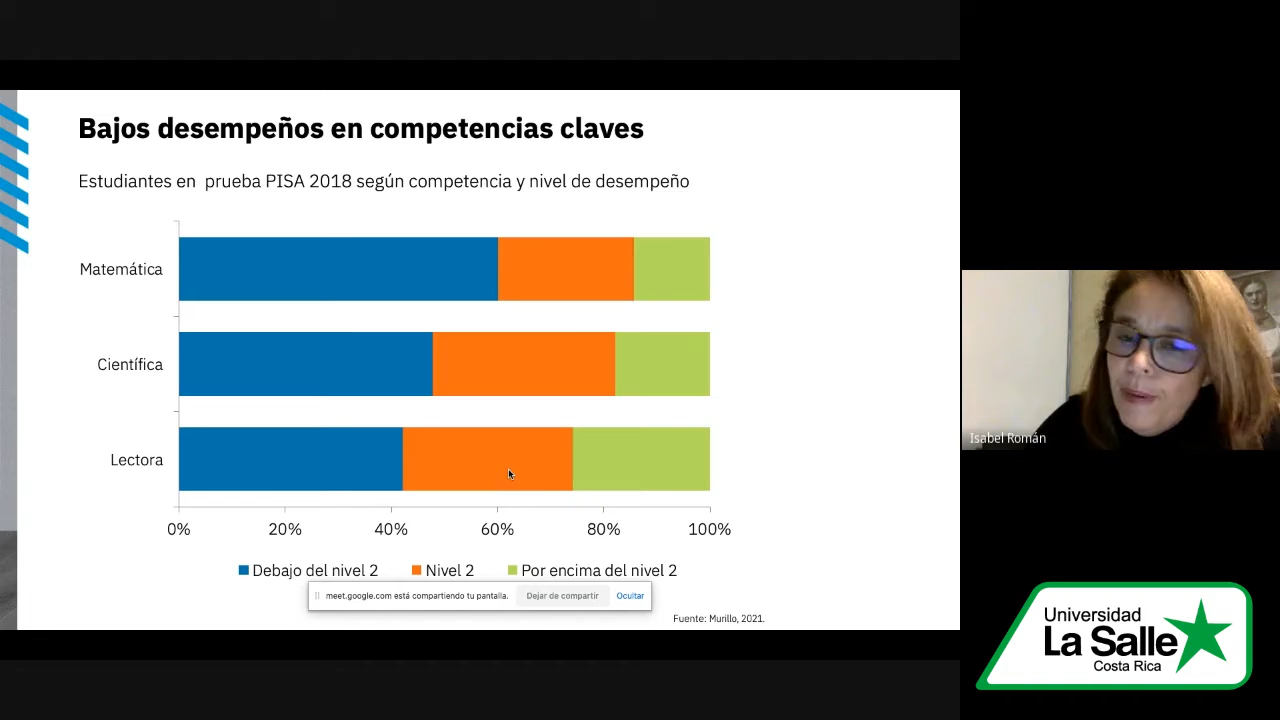 Bajos desempeños en competencias claves
Estudiantes en prueba PISA 2018 según competencia y nivel de desempeño
Matemática
Científica
Lectora
0% 20% 40% 60% 80% 100%
Debajo del nivel 2 Nivel 2 Por encima del nivel 2
meet.google.com está compartiendo tu pantalla. Dejar de compartir Ocultar
Fuente: Murillo, 2021.
Isabel Román
Universidad
La Salle
Costa Rica